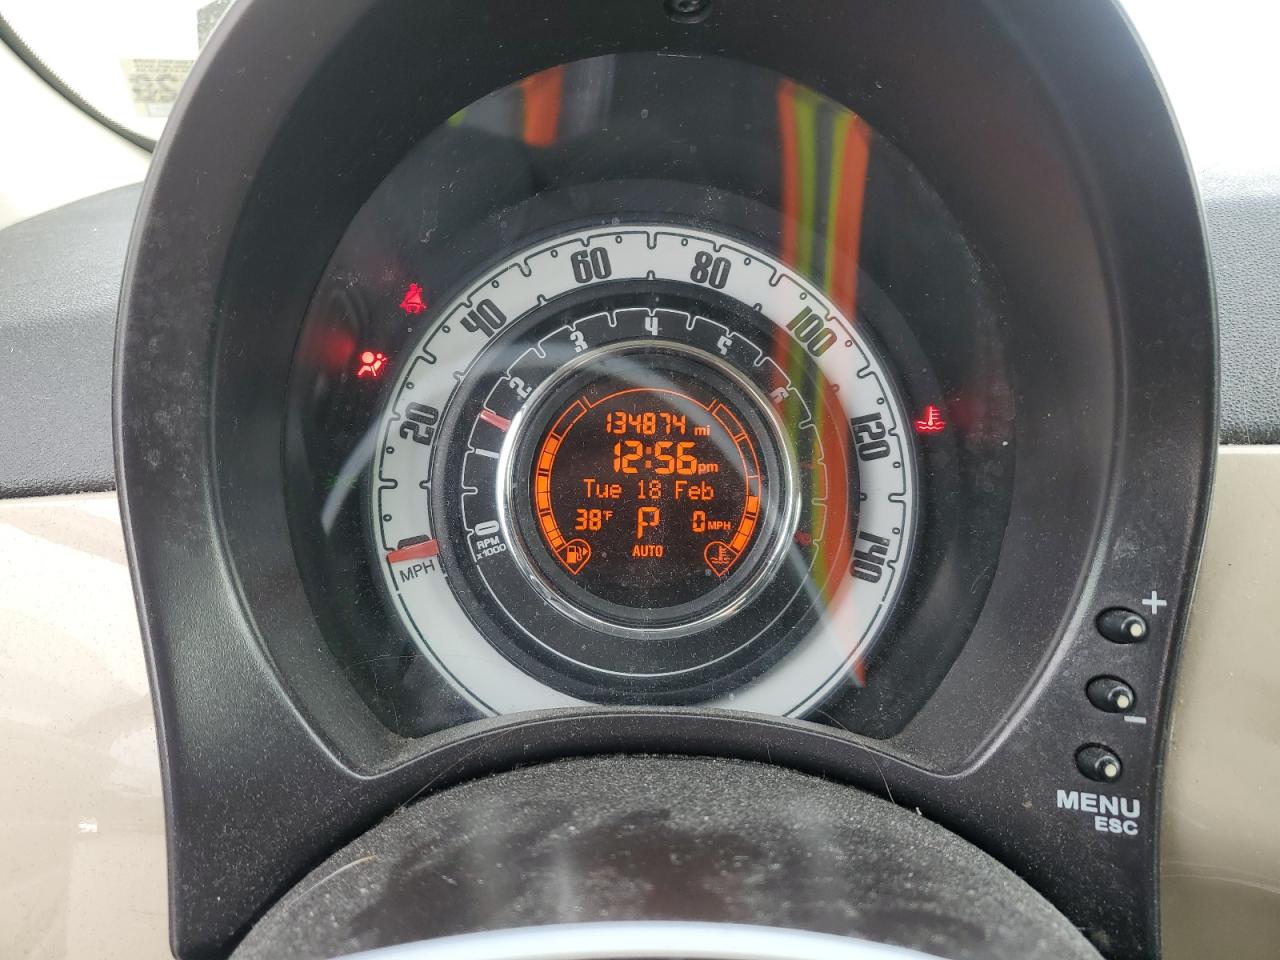 60 80
40 100
20 120
0 140
MPH
4
3 5
2 6
1
0
RPM
x1000
134874 mi
12:56pm
Tue 18 Feb
38°F P 0MPH
AUTO
+
−
MENU
ESC